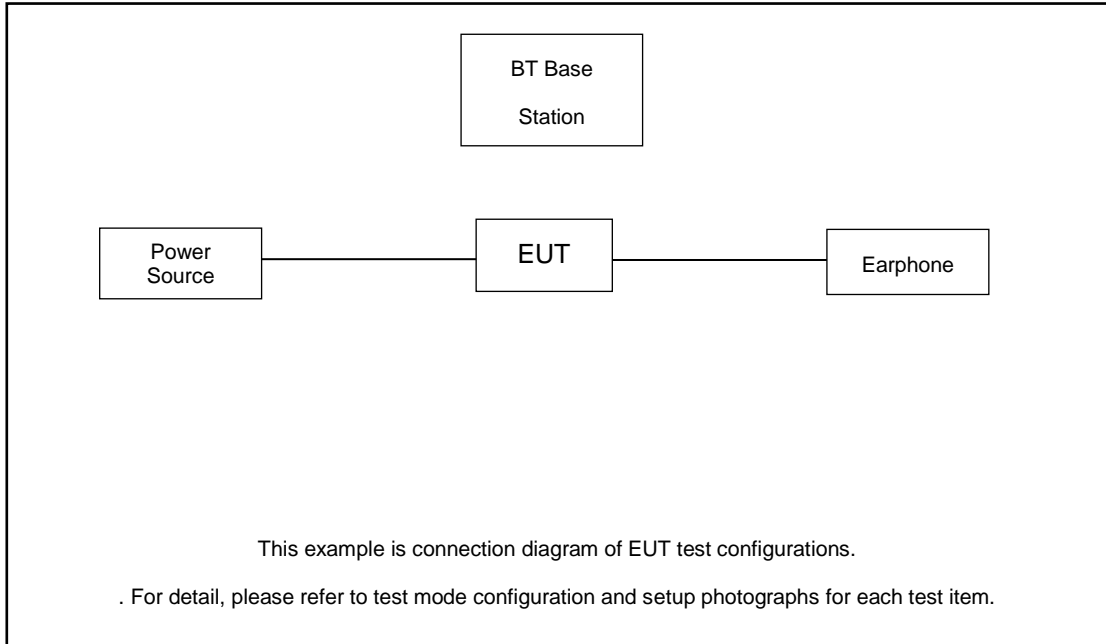 BT Base
Station
Power
Source
EUT
Earphone
This example is connection diagram of EUT test configurations.
. For detail, please refer to test mode configuration and setup photographs for each test item.